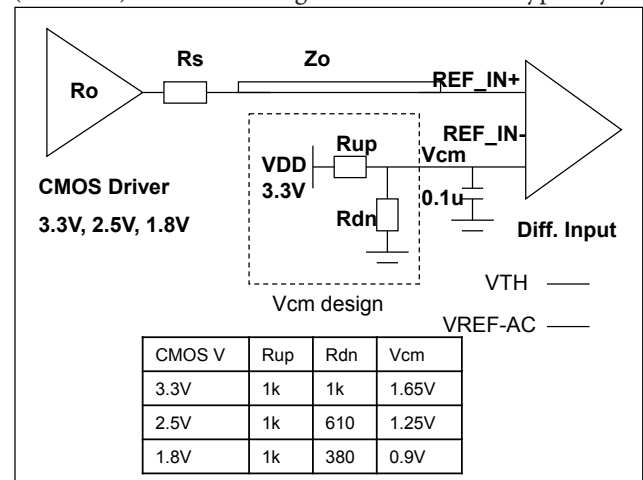 Rs Zo
REF_IN+
Ro
REF_IN-
Rup Vcm
VDD
3.3V
0.1u
CMOS Driver
Rdn
3.3V, 2.5V, 1.8V
Diff. Input
VTH
Vcm design
VREF-AC
CMOS V Rup Rdn Vcm
3.3V 1k 1k 1.65V
2.5V 1k 610 1.25V
1.8V 1k 380 0.9V